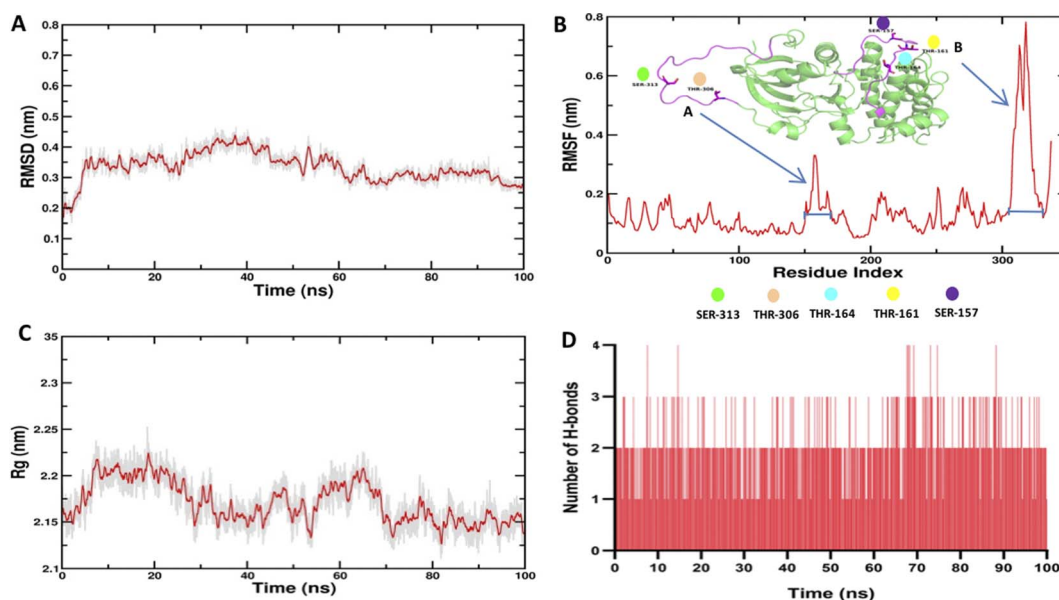 A
0.8
0.7
0.6
0.5
0.4
0.3
0.2
0.1
0
RMSD (nm)
0 20 40 60 80 100
Time (ns)
B
0.8
0.6
0.4
0.2
0
RMSF (nm)
SER-157
THR-161
THR-164
SER-313
THR-306
A
B
0 100 200 300
Residue Index
SER-313 THR-306 THR-164 THR-161 SER-157
C
35
2.3
2.25
2.2
2.15
2.1
Rg (nm)
0 20 40 60 80 100
Time (ns)
D
4
3
2
1
0
Number of H-bonds
0 10 20 30 40 50 60 70 80 90 100
Time (ns)